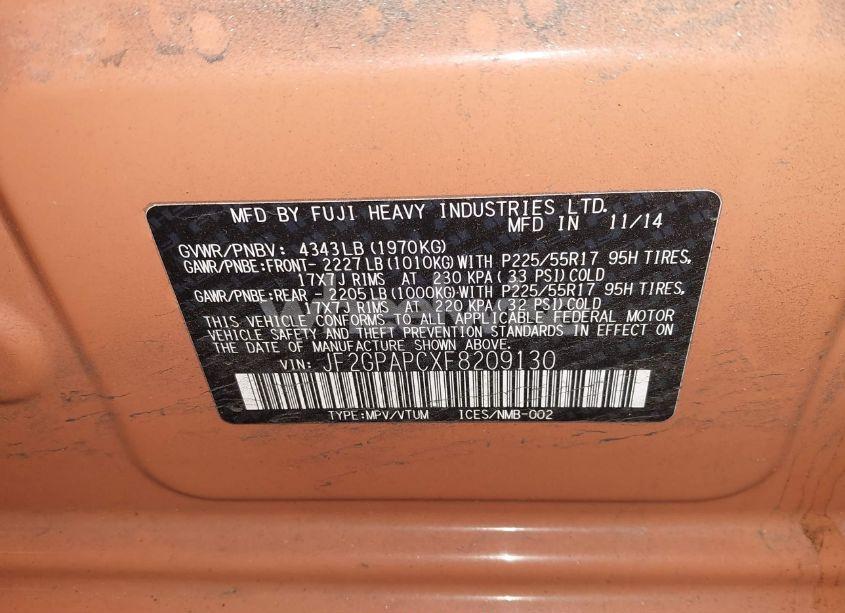 MFD BY FUJI HEAVY INDUSTRIES LTD.
MFD IN 11/14
GVWR/PNBV: 4343LB(1970KG)
GAWR/PNBE:FRONT-2227LB(1010KG)WITH P225/55R17 95H TIRES,
17X7J RIMS AT 230 KPA(33 PSI)COLD
GAWR/PNBE:REAR -2205LB(1000KG)WITH P225/55R17 95H TIRES,
17X7J RIMS AT 220 KPA(32 PSI)COLD
THIS VEHICLE CONFORMS TO ALL APPLICABLE FEDERAL MOTOR
VEHICLE SAFETY AND THEFT PREVENTION STANDARDS IN EFFECT ON
THE DATE OF MANUFACTURE SHOWN ABOVE.
VIN: JF2GPAPCXF8209130
TYPE:MPV/VTUM ICES/NMB-002